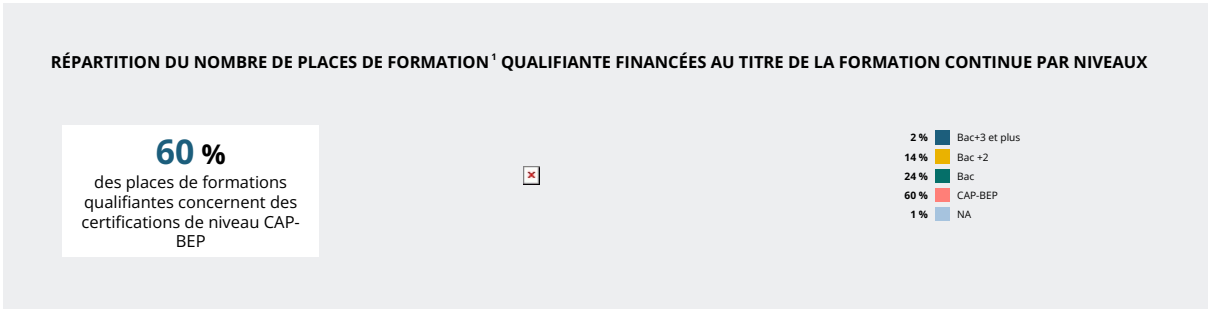 RÉPARTITION DU NOMBRE DE PLACES DE FORMATION¹ QUALIFIANTE FINANCÉES AU TITRE DE LA FORMATION CONTINUE PAR NIVEAUX
60 %
des places de formations
qualifiantes concernent des
certifications de niveau CAP-
BEP
2 % Bac+3 et plus
14 % Bac +2
24 % Bac
60 % CAP-BEP
1 % NA